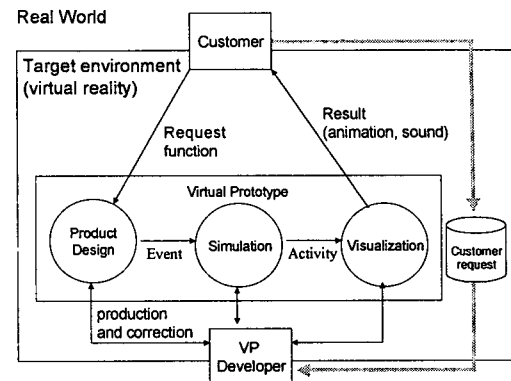 Real World
Customer
Target environment
(virtual reality)
Request
function
Result
(animation, sound)
Virtual Prototype
Product
Design
Event
Simulation
Activity
Visualization
Customer
request
production
and correction
VP
Developer